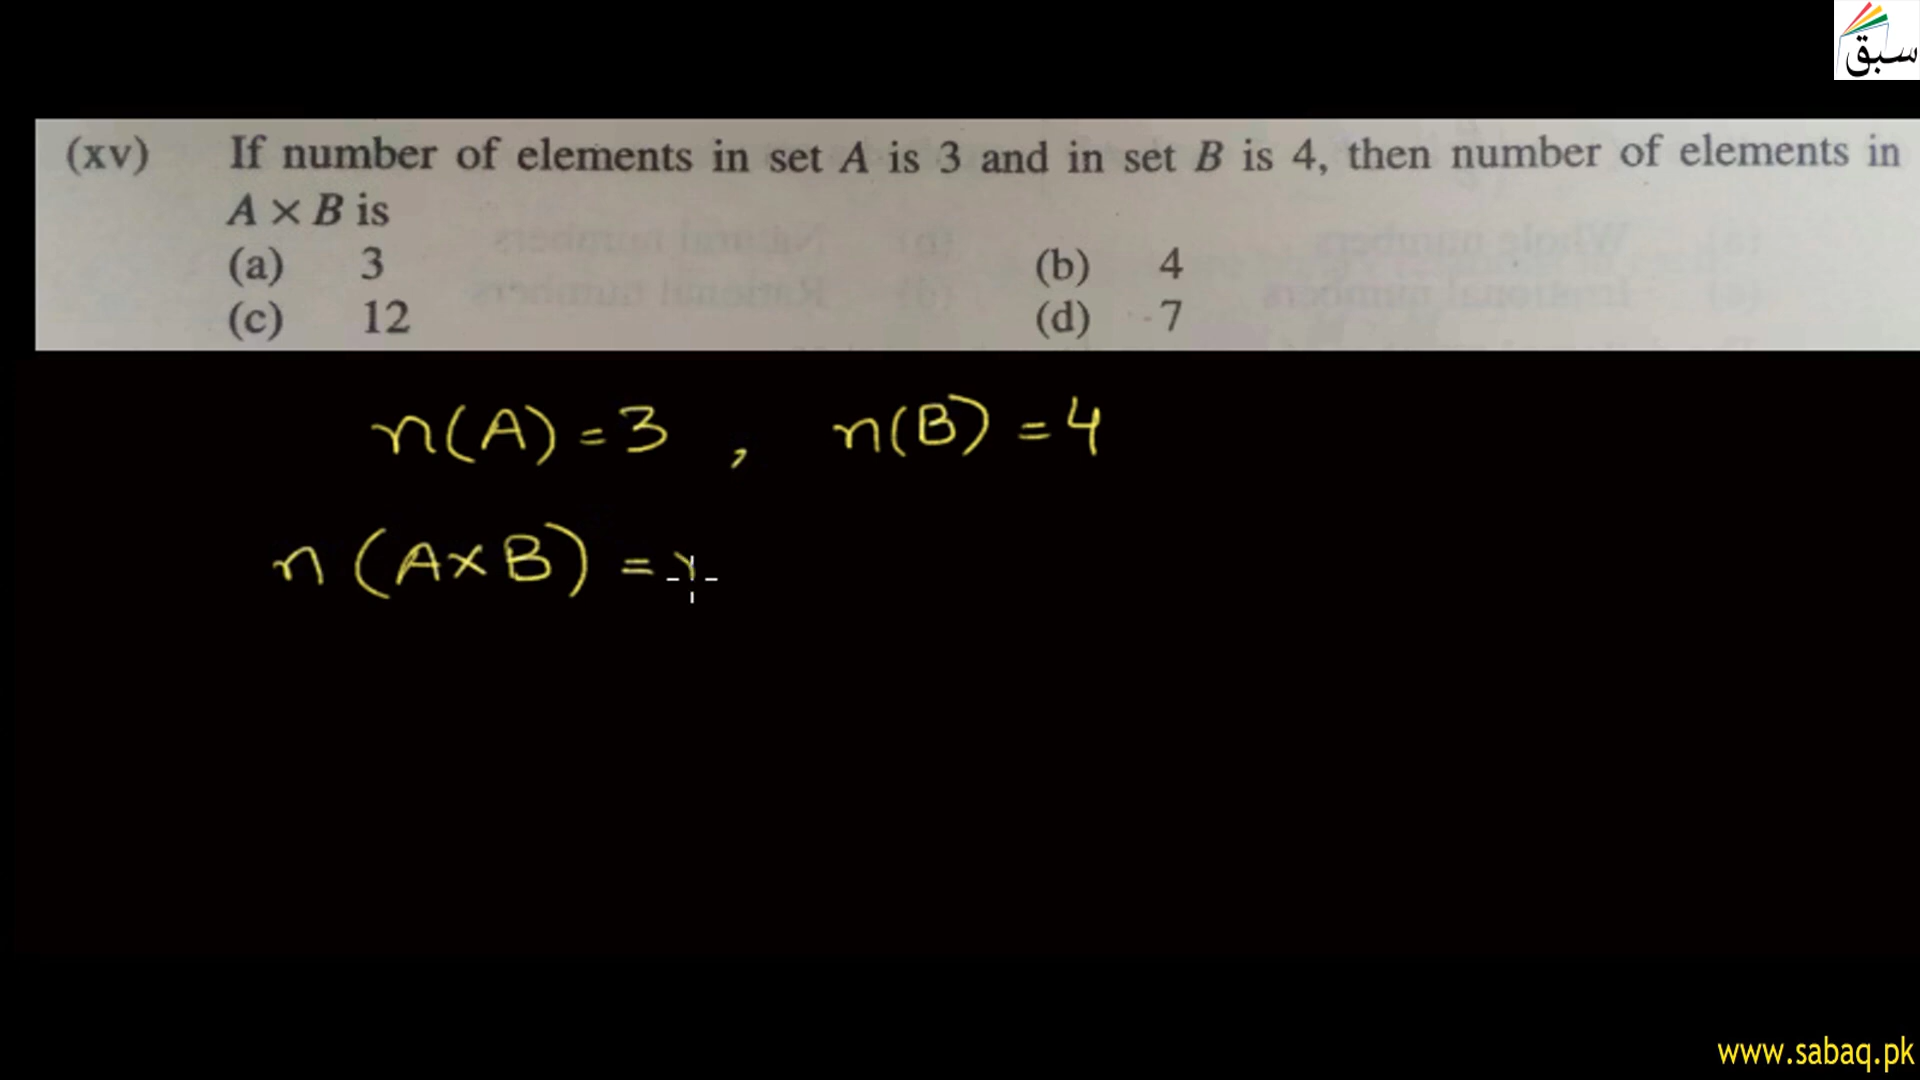 سبق
(xv) If number of elements in set A is 3 and in set B is 4, then number of elements in
A × B is
(a) 3 (b) 4
(c) 12 (d) 7
n(A) = 3 , n(B) = 4
n(A×B) =
www.sabaq.pk